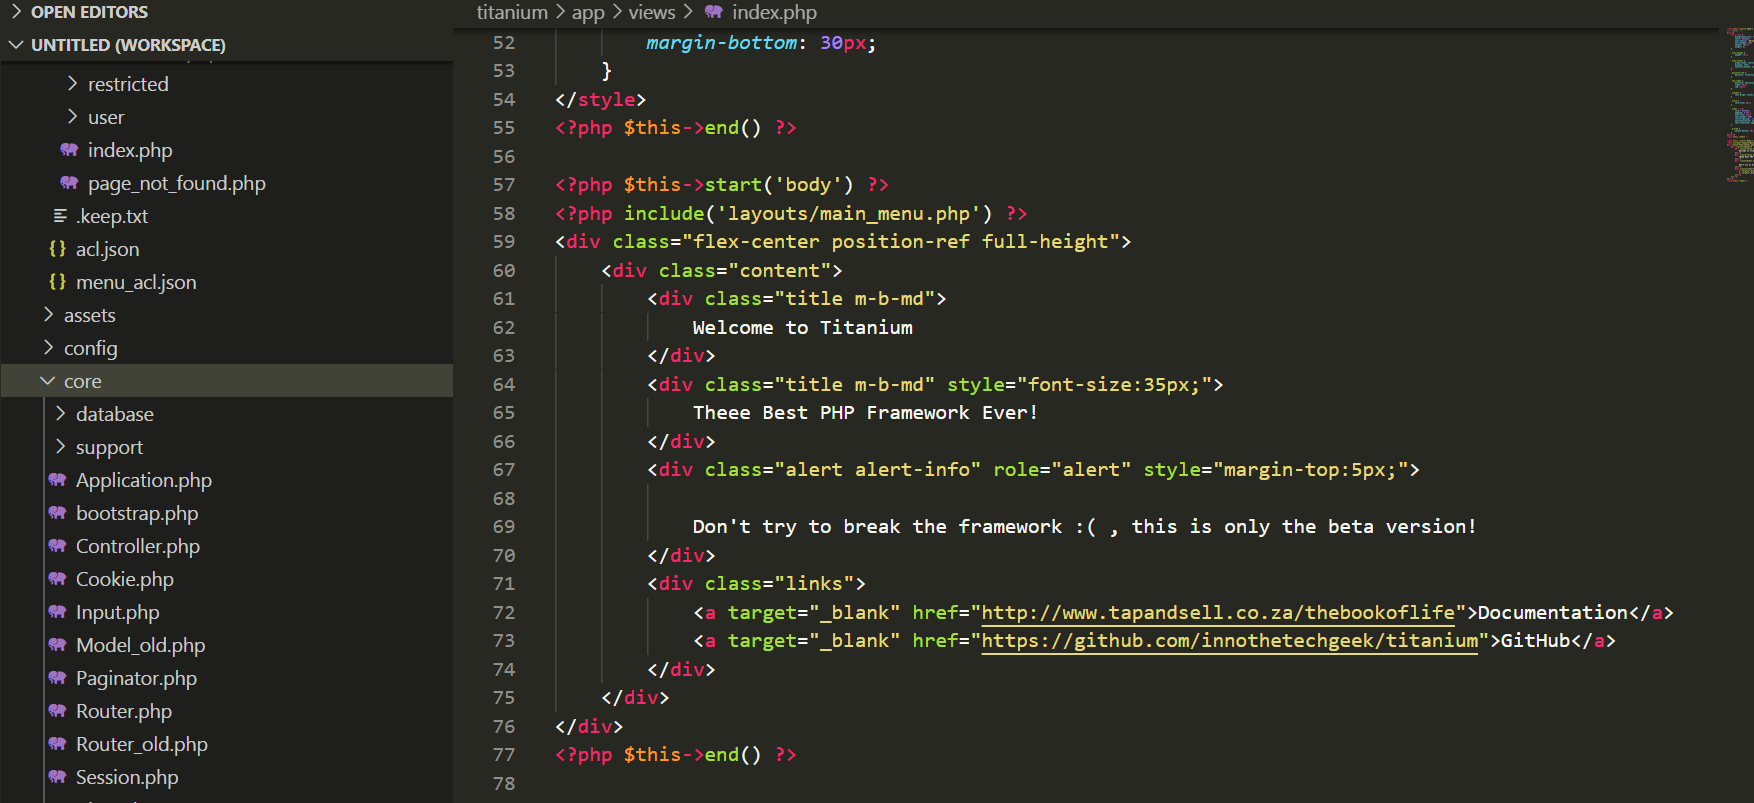 OPEN EDITORS
UNTITLED (WORKSPACE)
restricted
user
index.php
page_not_found.php
.keep.txt
acl.json
menu_acl.json
assets
config
core
database
support
Application.php
bootstrap.php
Controller.php
Cookie.php
Input.php
Model_old.php
Paginator.php
Router.php
Router_old.php
Session.php
titanium > app > views > index.php
52 margin-bottom: 30px;
53 }
54 </style>
55 <?php $this->end() ?>
56
57 <?php $this->start('body') ?>
58 <?php include('layouts/main_menu.php') ?>
59 <div class="flex-center position-ref full-height">
60 <div class="content">
61 <div class="title m-b-md">
62 Welcome to Titanium
63 </div>
64 <div class="title m-b-md" style="font-size:35px;">
65 Theee Best PHP Framework Ever!
66 </div>
67 <div class="alert alert-info" role="alert" style="margin-top:5px;">
68
69 Don't try to break the framework :( , this is only the beta version!
70 </div>
71 <div class="links">
72 <a target="_blank" href="http://www.tapandsell.co.za/thebookoflife">Documentation</a>
73 <a target="_blank" href="https://github.com/innothetechgeek/titanium">GitHub</a>
74 </div>
75 </div>
76 </div>
77 <?php $this->end() ?>
78